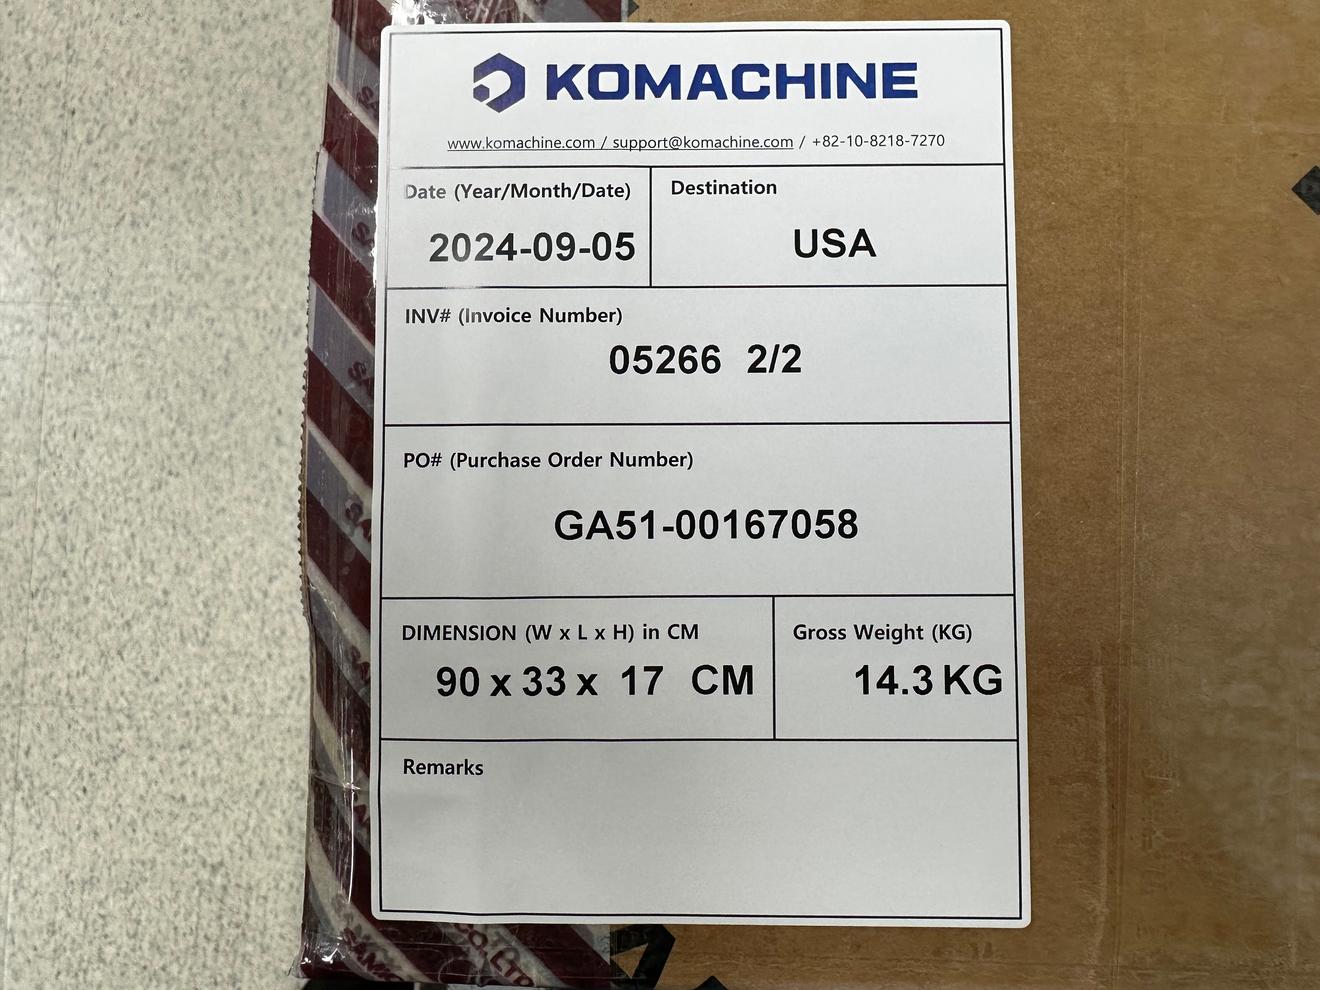 KOMACHINE
www.komachine.com / support@komachine.com / +82-10-8218-7270
Date (Year/Month/Date)
2024-09-05
Destination
USA
INV# (Invoice Number)
05266 2/2
PO# (Purchase Order Number)
GA51-00167058
DIMENSION (W x L x H) in CM
90 x 33 x 17 CM
Gross Weight (KG)
14.3 KG
Remarks
CO., LTD